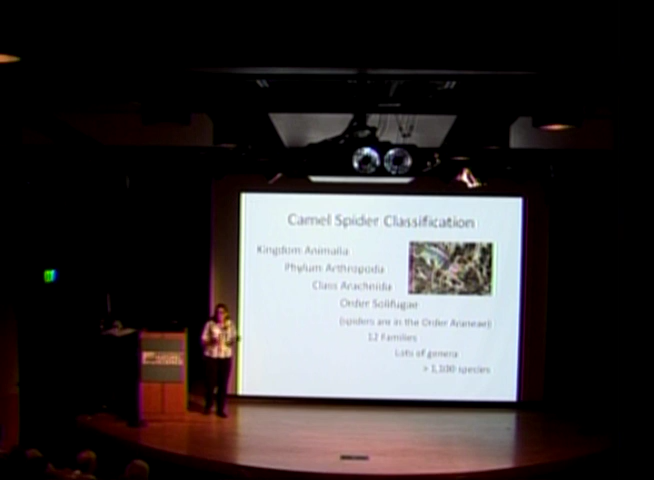 Camel Spider Classification
Kingdom Animalia
Phylum Arthropoda
Class Arachnida
Order Solifugae
(spiders are in the Order Araneae)
12 Families
Lots of genera
> 1,100 species